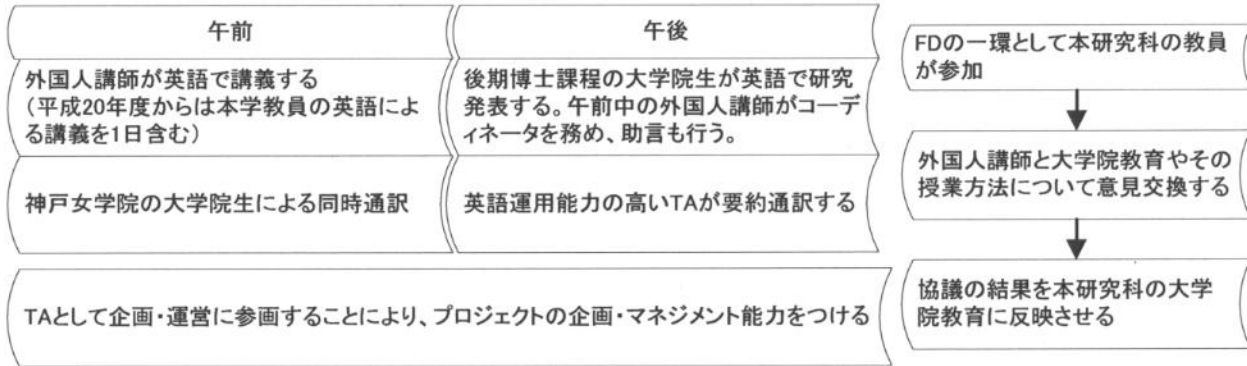 午前
午後
外国人講師が英語で講義する
(平成20年度からは本学教員の英語によ
る講義を1日含む)
後期博士課程の大学院生が英語で研究
発表する。午前中の外国人講師がコーデ
ィネータを務め、助言も行う。
神戸女学院の大学院生による同時通訳
英語運用能力の高いTAが要約通訳する
TAとして企画・運営に参画することにより、プロジェクトの企画・マネジメント能力をつける
FDの一環として本研究科の教員
が参加
外国人講師と大学院教育やその
授業方法について意見交換する
協議の結果を本研究科の大学
院教育に反映させる